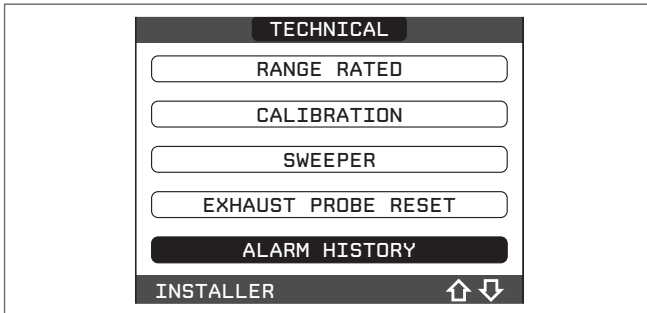 TECHNICAL
RANGE RATED
CALIBRATION
SWEEPER
EXHAUST PROBE RESET
ALARM HISTORY
INSTALLER